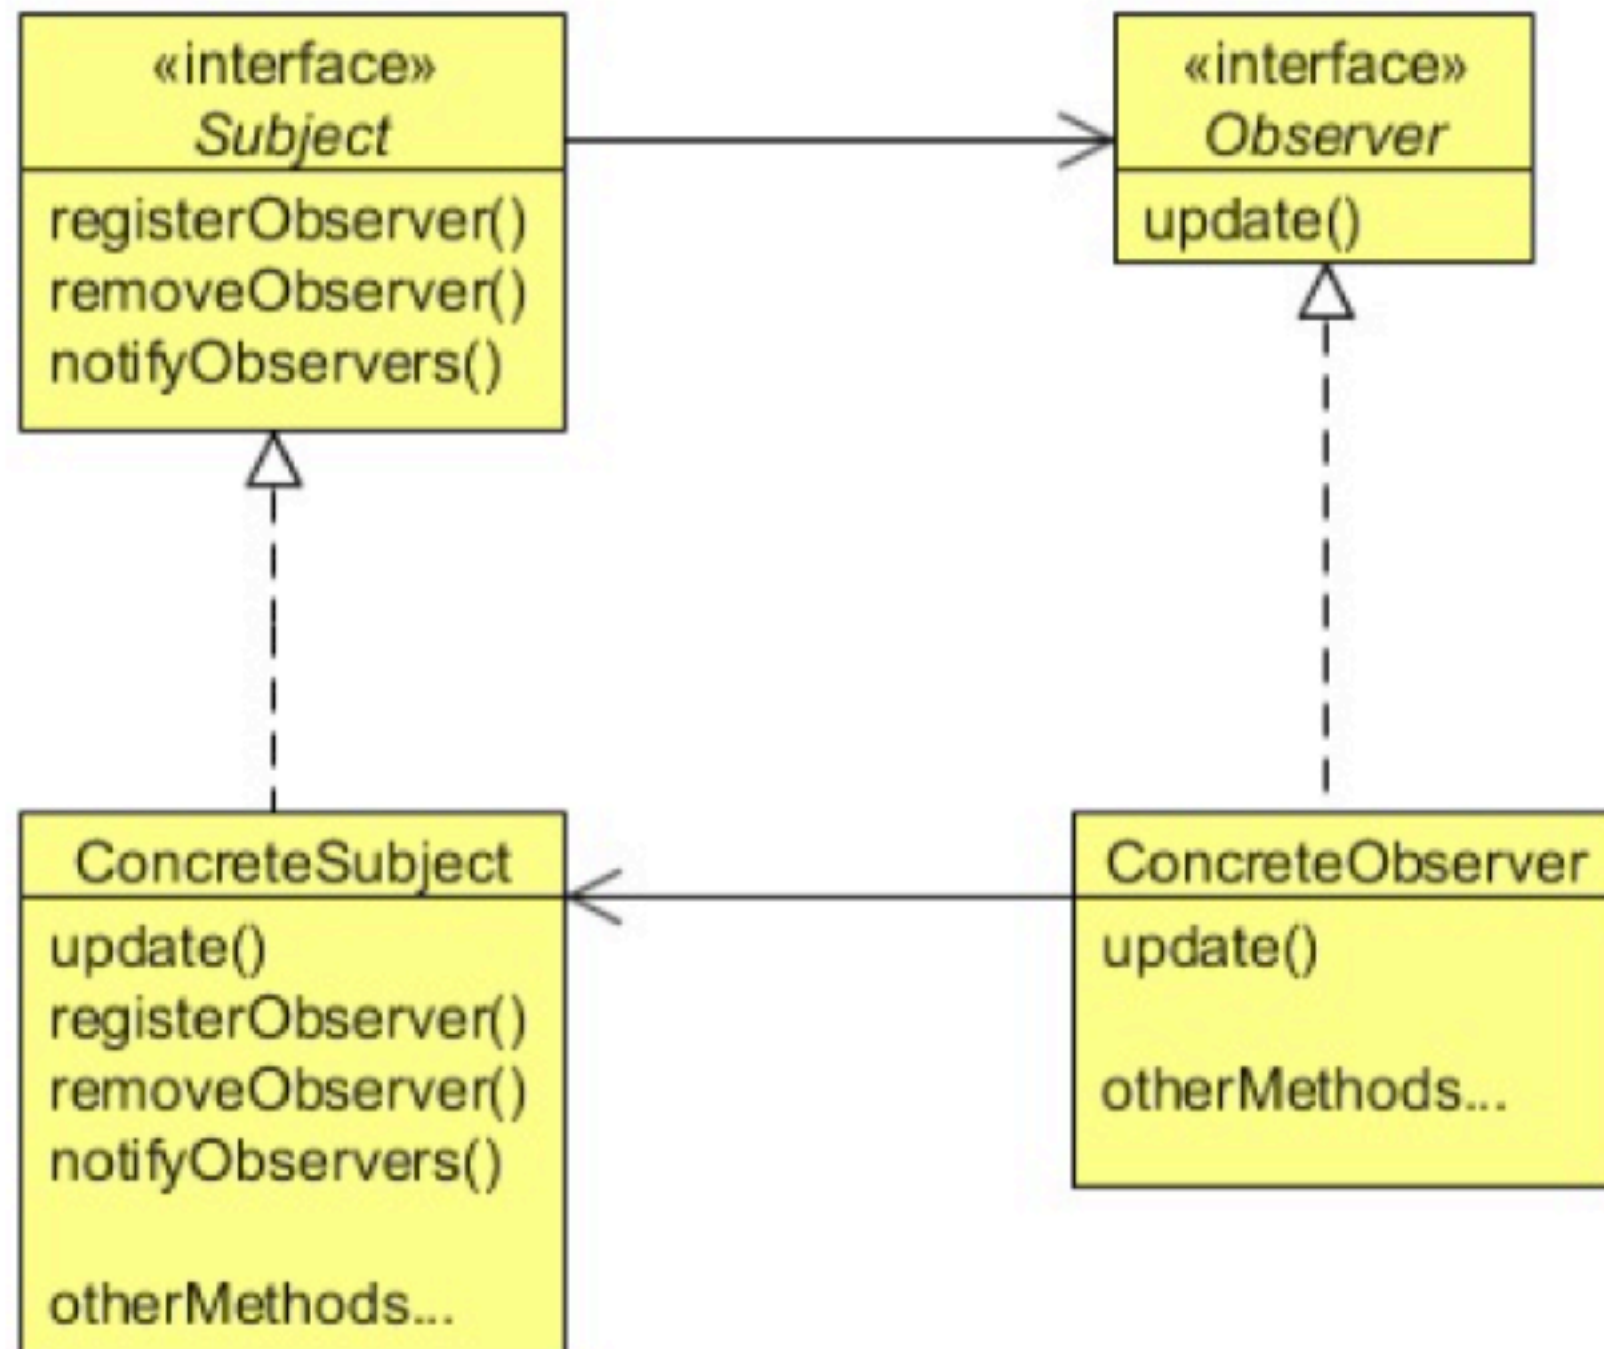 «interface»
Subject
registerObserver()
removeObserver()
notifyObservers()
«interface»
Observer
update()
ConcreteSubject
update()
registerObserver()
removeObserver()
notifyObservers()
otherMethods...
ConcreteObserver
update()
otherMethods...